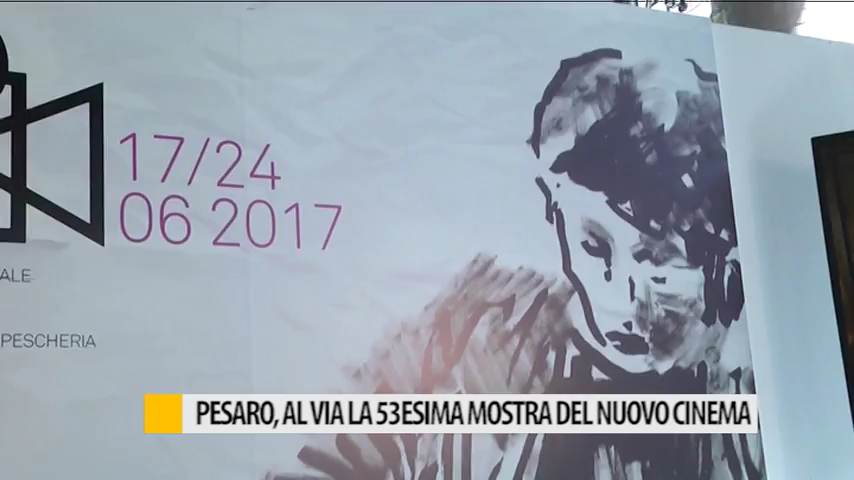 17/24
06 2017
ALE
PESCHERIA
PESARO, AL VIA LA 53ESIMA MOSTRA DEL NUOVO CINEMA